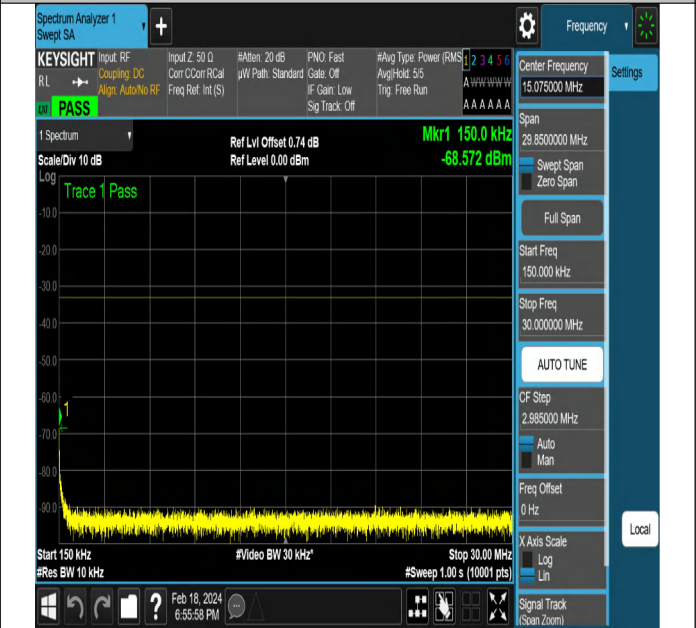 Spectrum Analyzer 1
Swept SA
Frequency
KEYSIGHT
RL
LXI
PASS
Input: RF
Coupling: DC
Align: Auto/No RF
Input Z: 50 Ω
Corr CCorr RCal
Freq Ref: Int (S)
#Atten: 20 dB
µW Path: Standard
PNO: Fast
Gate: Off
IF Gain: Low
Sig Track: Off
#Avg Type: Power (RMS
Avg|Hold: 5/5
Trig: Free Run
1 2 3 4 5 6
A W W W W W
A A A A A A
1 Spectrum
Scale/Div 10 dB
Ref Lvl Offset 0.74 dB
Ref Level 0.00 dBm
Mkr1 150.0 kHz
-68.572 dBm
Log
Trace 1 Pass
-10.0
-20.0
-30.0
-40.0
-50.0
-60.0
1
-70.0
-80.0
-90.0
Start 150 kHz
#Video BW 30 kHz*
Stop 30.00 MHz
#Res BW 10 kHz
#Sweep 1.00 s (10001 pts)
Feb 18, 2024
6:55:58 PM
Center Frequency
15.075000 MHz
Settings
Span
29.8500000 MHz
Swept Span
Zero Span
Full Span
Start Freq
150.000 kHz
Stop Freq
30.000000 MHz
AUTO TUNE
CF Step
2.985000 MHz
Auto
Man
Freq Offset
0 Hz
X Axis Scale
Log
Lin
Local
Signal Track
(Span Zoom)